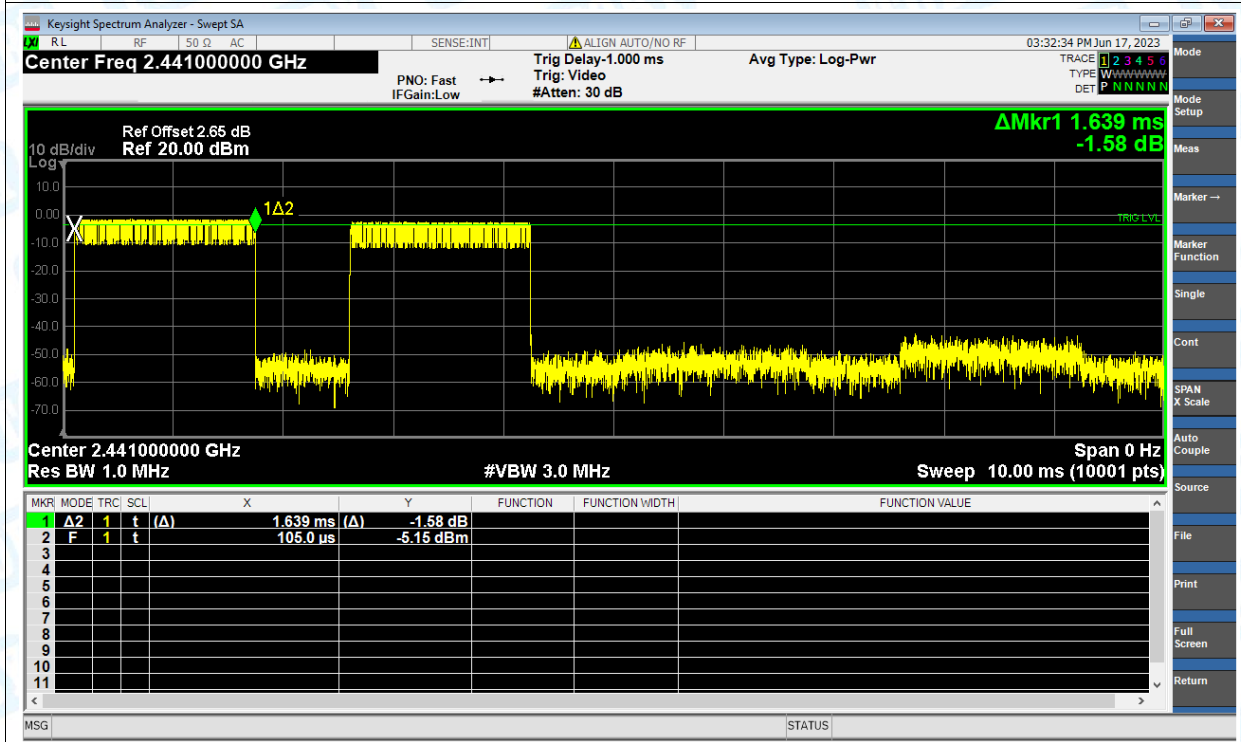 Keysight Spectrum Analyzer - Swept SA
LXI RL RF 50 Ω AC SENSE:INT ALIGN AUTO/NO RF 03:32:34 PM Jun 17, 2023
Center Freq 2.441000000 GHz
PNO: Fast
IFGain:Low
Trig Delay-1.000 ms
Trig: Video
#Atten: 30 dB
Avg Type: Log-Pwr
TRACE 1 2 3 4 5 6
TYPE WWWWWW
DET P N N N N N
ΔMkr1 1.639 ms
-1.58 dB
Ref Offset 2.65 dB
10 dB/div Ref 20.00 dBm
Log
10.0
0.00
-10.0
-20.0
-30.0
-40.0
-50.0
-60.0
-70.0
X
1Δ2
TRIG LVL
Center 2.441000000 GHz Span 0 Hz
Res BW 1.0 MHz #VBW 3.0 MHz Sweep 10.00 ms (10001 pts)
MKR MODE TRC SCL X Y FUNCTION FUNCTION WIDTH FUNCTION VALUE
1 Δ2 1 t (Δ) 1.639 ms (Δ) -1.58 dB
2 F 1 t 105.0 µs -5.15 dBm
3
4
5
6
7
8
9
10
11
MSG STATUS
Mode
Mode
Setup
Meas
Marker →
Marker
Function
Single
Cont
SPAN
X Scale
Auto
Couple
Source
File
Print
Full
Screen
Return